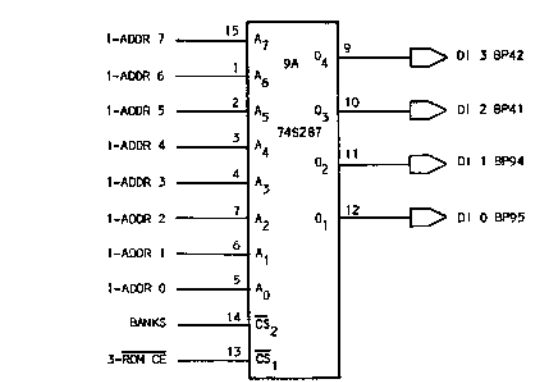 1-ADDR 7 15 A7
1-ADDR 6 1 A6
1-ADDR 5 2 A5
1-ADDR 4 3 A4
1-ADDR 3 4 A3
1-ADDR 2 7 A2
1-ADDR 1 6 A1
1-ADDR 0 5 A0
BANKS 14 CS2
3-ROM CE 13 CS1
9A
74S287
O4 9 DI 3 BP42
O3 10 DI 2 BP41
O2 11 DI 1 BP94
O1 12 DI 0 BP95